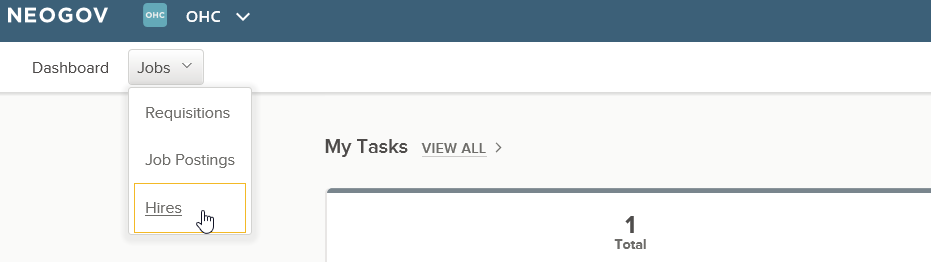 NEOGOV OHC OHC
Dashboard Jobs
Requisitions
Job Postings
Hires
My Tasks VIEW ALL
1
Total